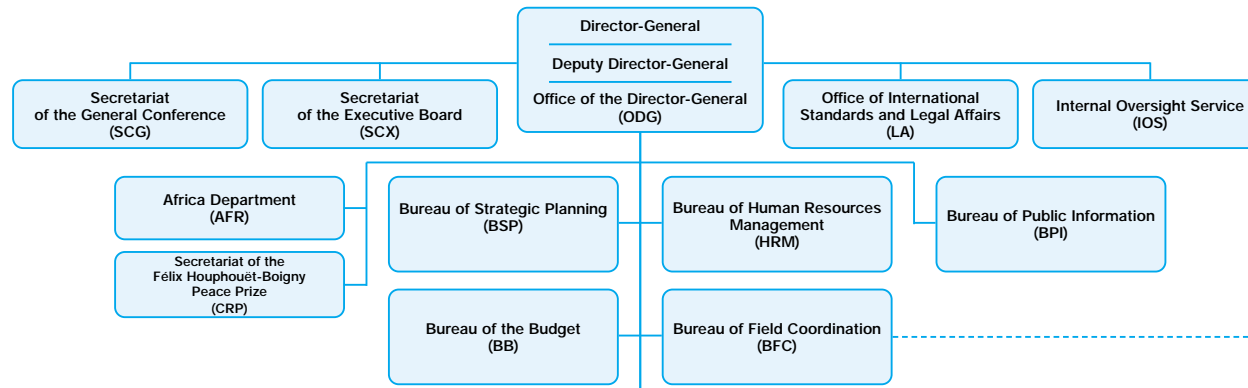 Director-General
Deputy Director-General
Office of the Director-General
(ODG)
Secretariat
of the General Conference
(SCG)
Secretariat
of the Executive Board
(SCX)
Office of International
Standards and Legal Affairs
(LA)
Internal Oversight Service
(IOS)
Africa Department
(AFR)
Bureau of Strategic Planning
(BSP)
Bureau of Human Resources
Management
(HRM)
Bureau of Public Information
(BPI)
Secretariat of the
Félix Houphouët-Boigny
Peace Prize
(CRP)
Bureau of the Budget
(BB)
Bureau of Field Coordination
(BFC)